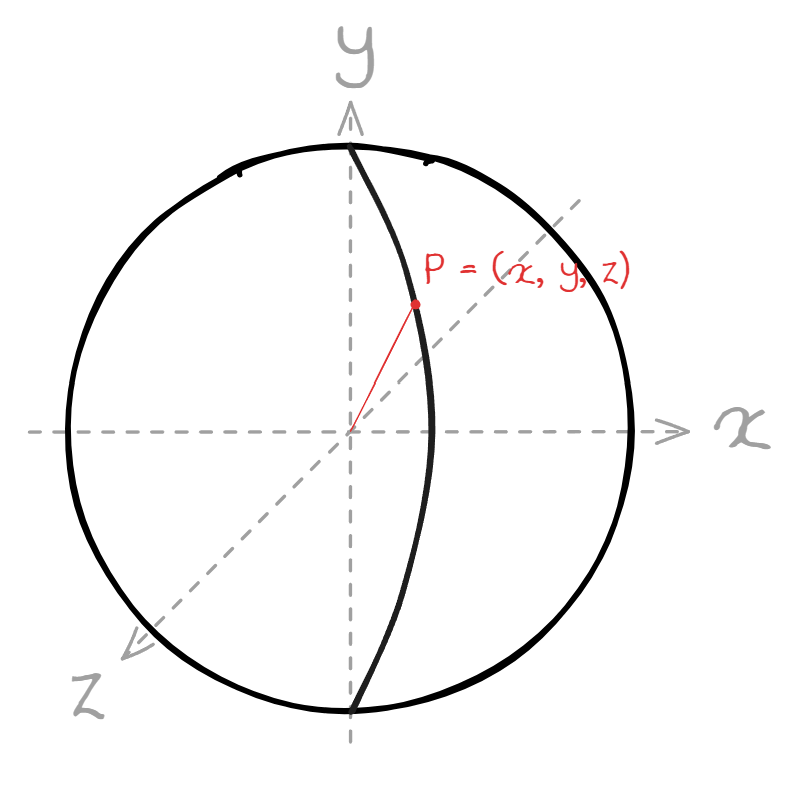 y
P = (x, y, z)
x
z